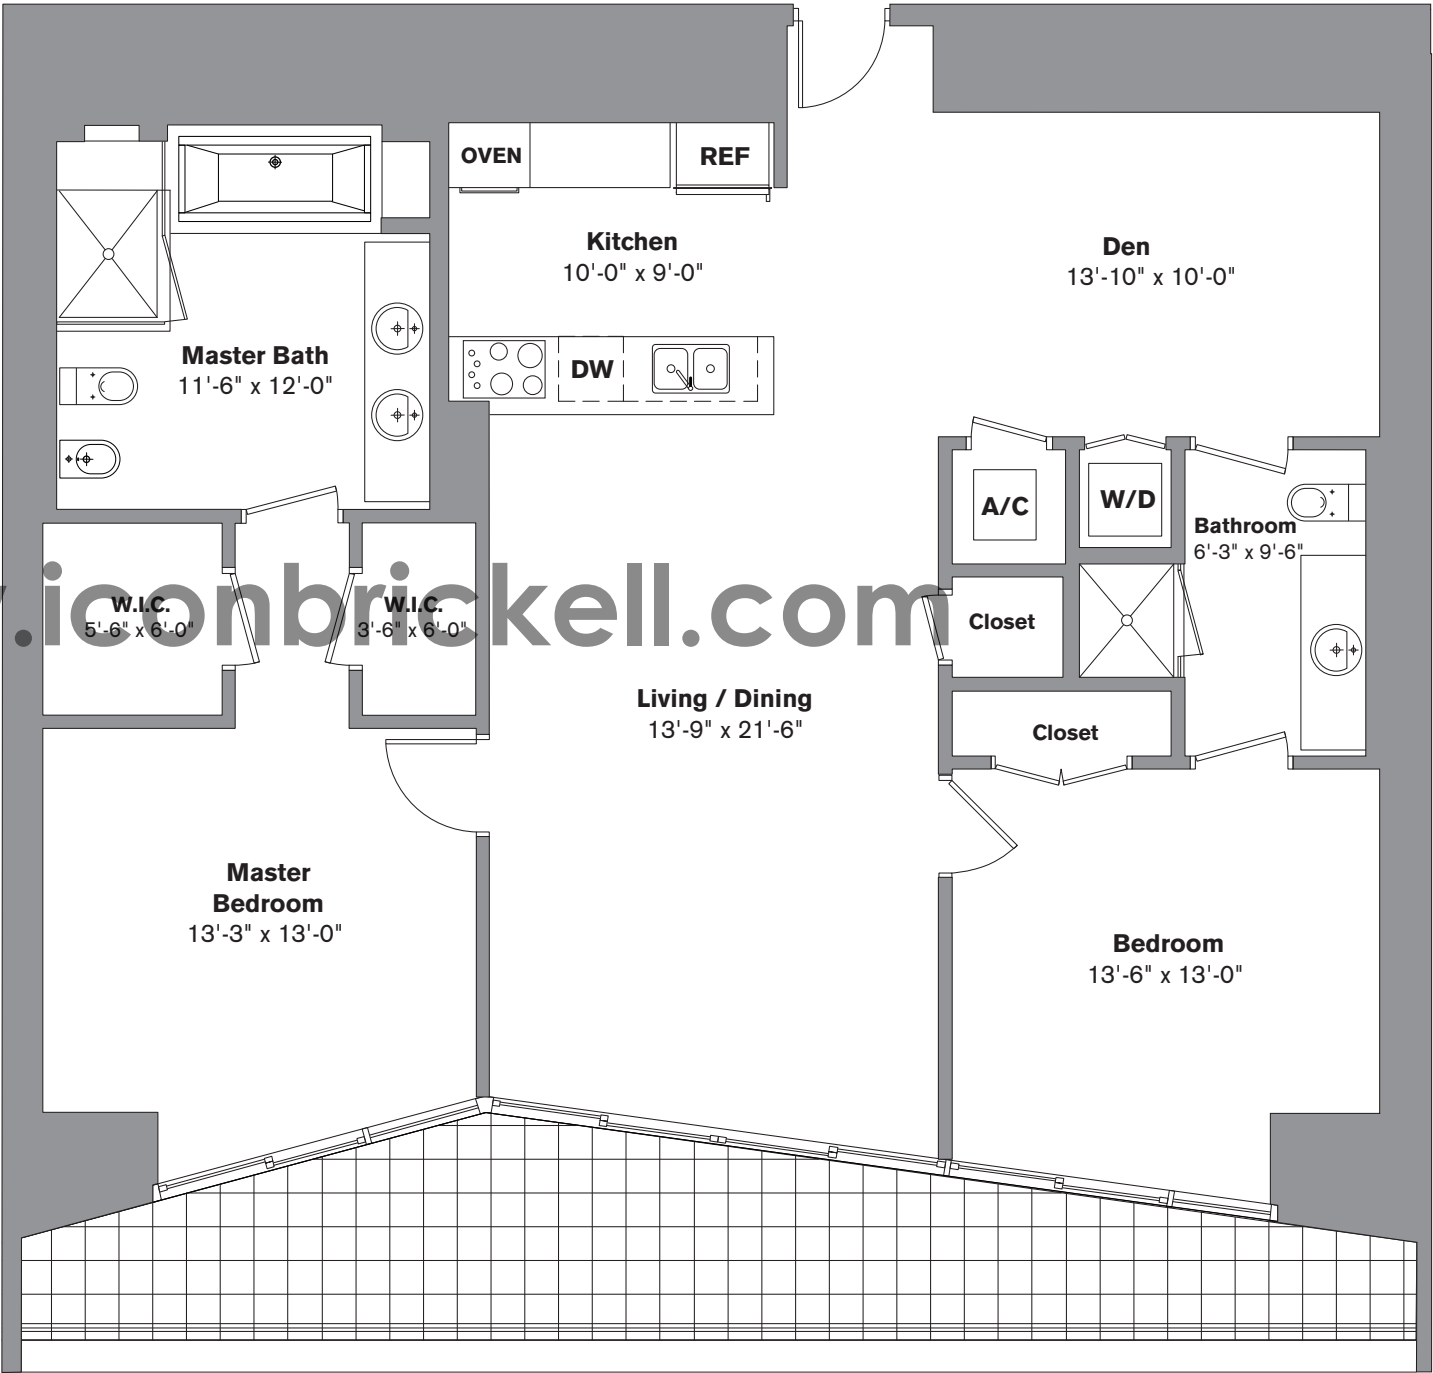 OVEN
REF
Kitchen
10'-0" x 9'-0"
Den
13'-10" x 10'-0"
Master Bath
11'-6" x 12'-0"
DW
A/C
W/D
Bathroom
6'-3" x 9'-6"
.iconbrickell.com
W.I.C.
5'-6" x 6'-0"
W.I.C.
3'-6" x 6'-0"
Closet
Living / Dining
13'-9" x 21'-6"
Closet
Master
Bedroom
13'-3" x 13'-0"
Bedroom
13'-6" x 13'-0"